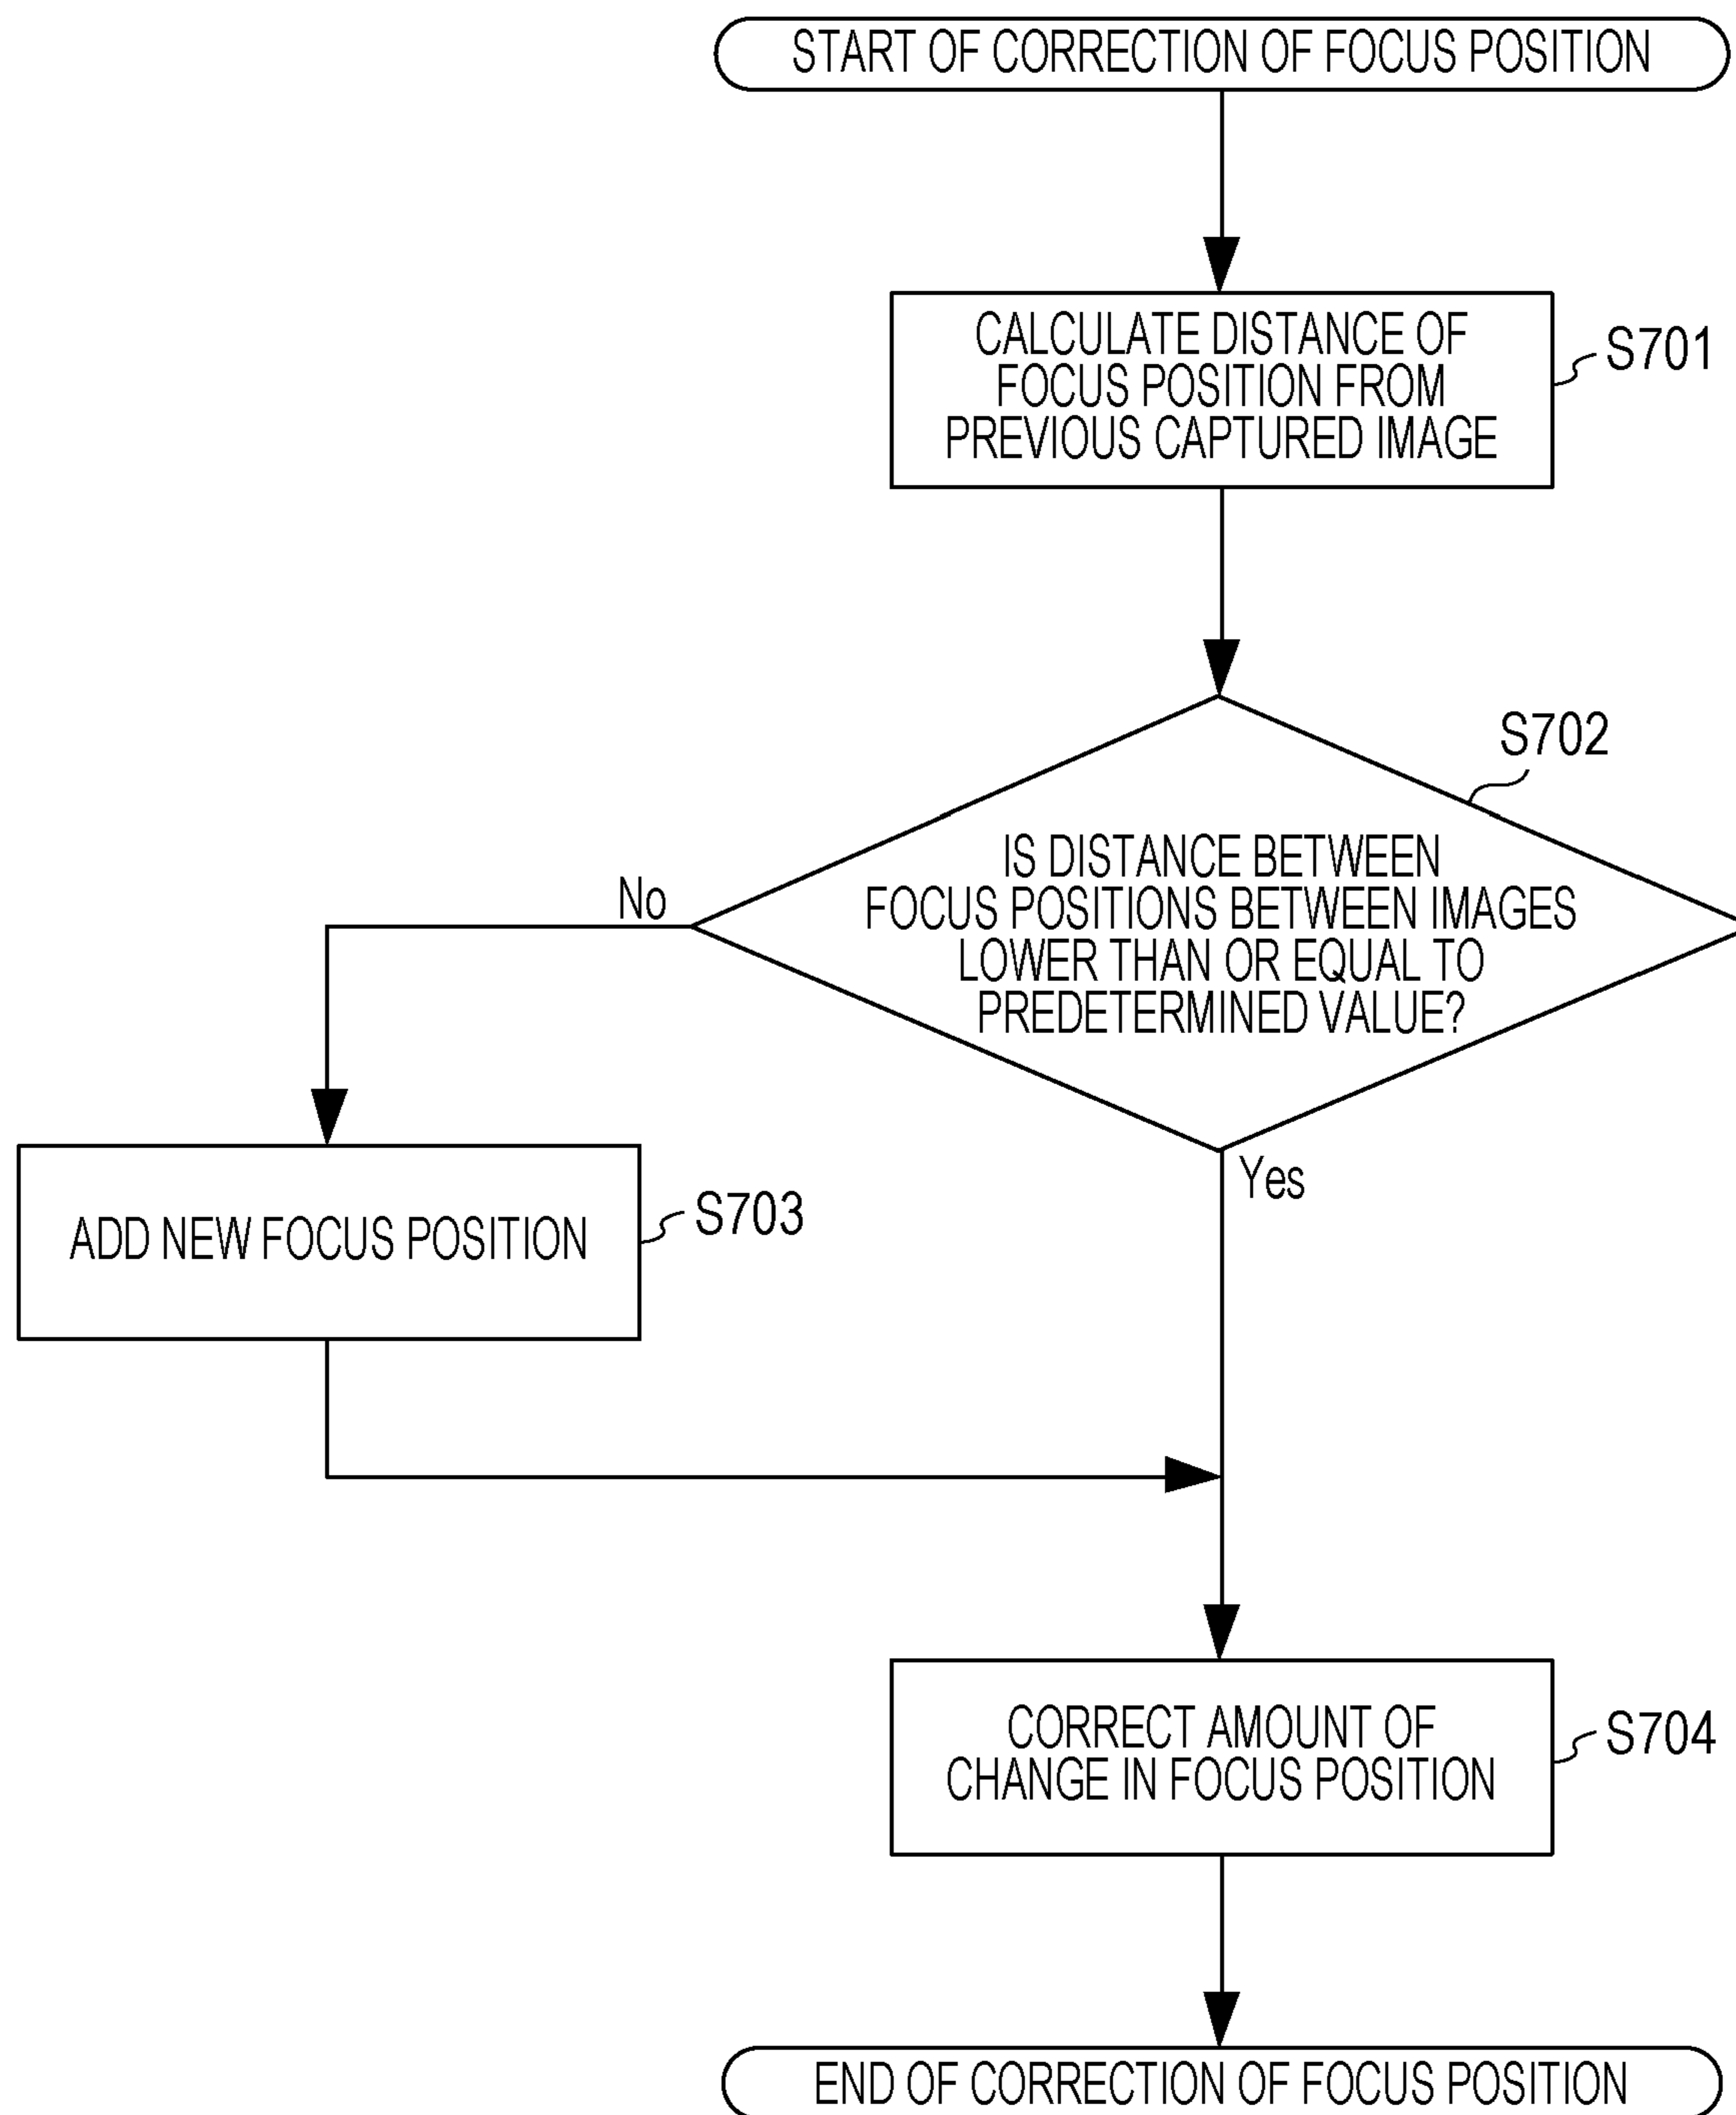 START OF CORRECTION OF FOCUS POSITION
CALCULATE DISTANCE OF
FOCUS POSITION FROM
PREVIOUS CAPTURED IMAGE
S701
S702
IS DISTANCE BETWEEN
FOCUS POSITIONS BETWEEN IMAGES
LOWER THAN OR EQUAL TO
PREDETERMINED VALUE?
No
Yes
ADD NEW FOCUS POSITION
S703
CORRECT AMOUNT OF
CHANGE IN FOCUS POSITION
S704
END OF CORRECTION OF FOCUS POSITION